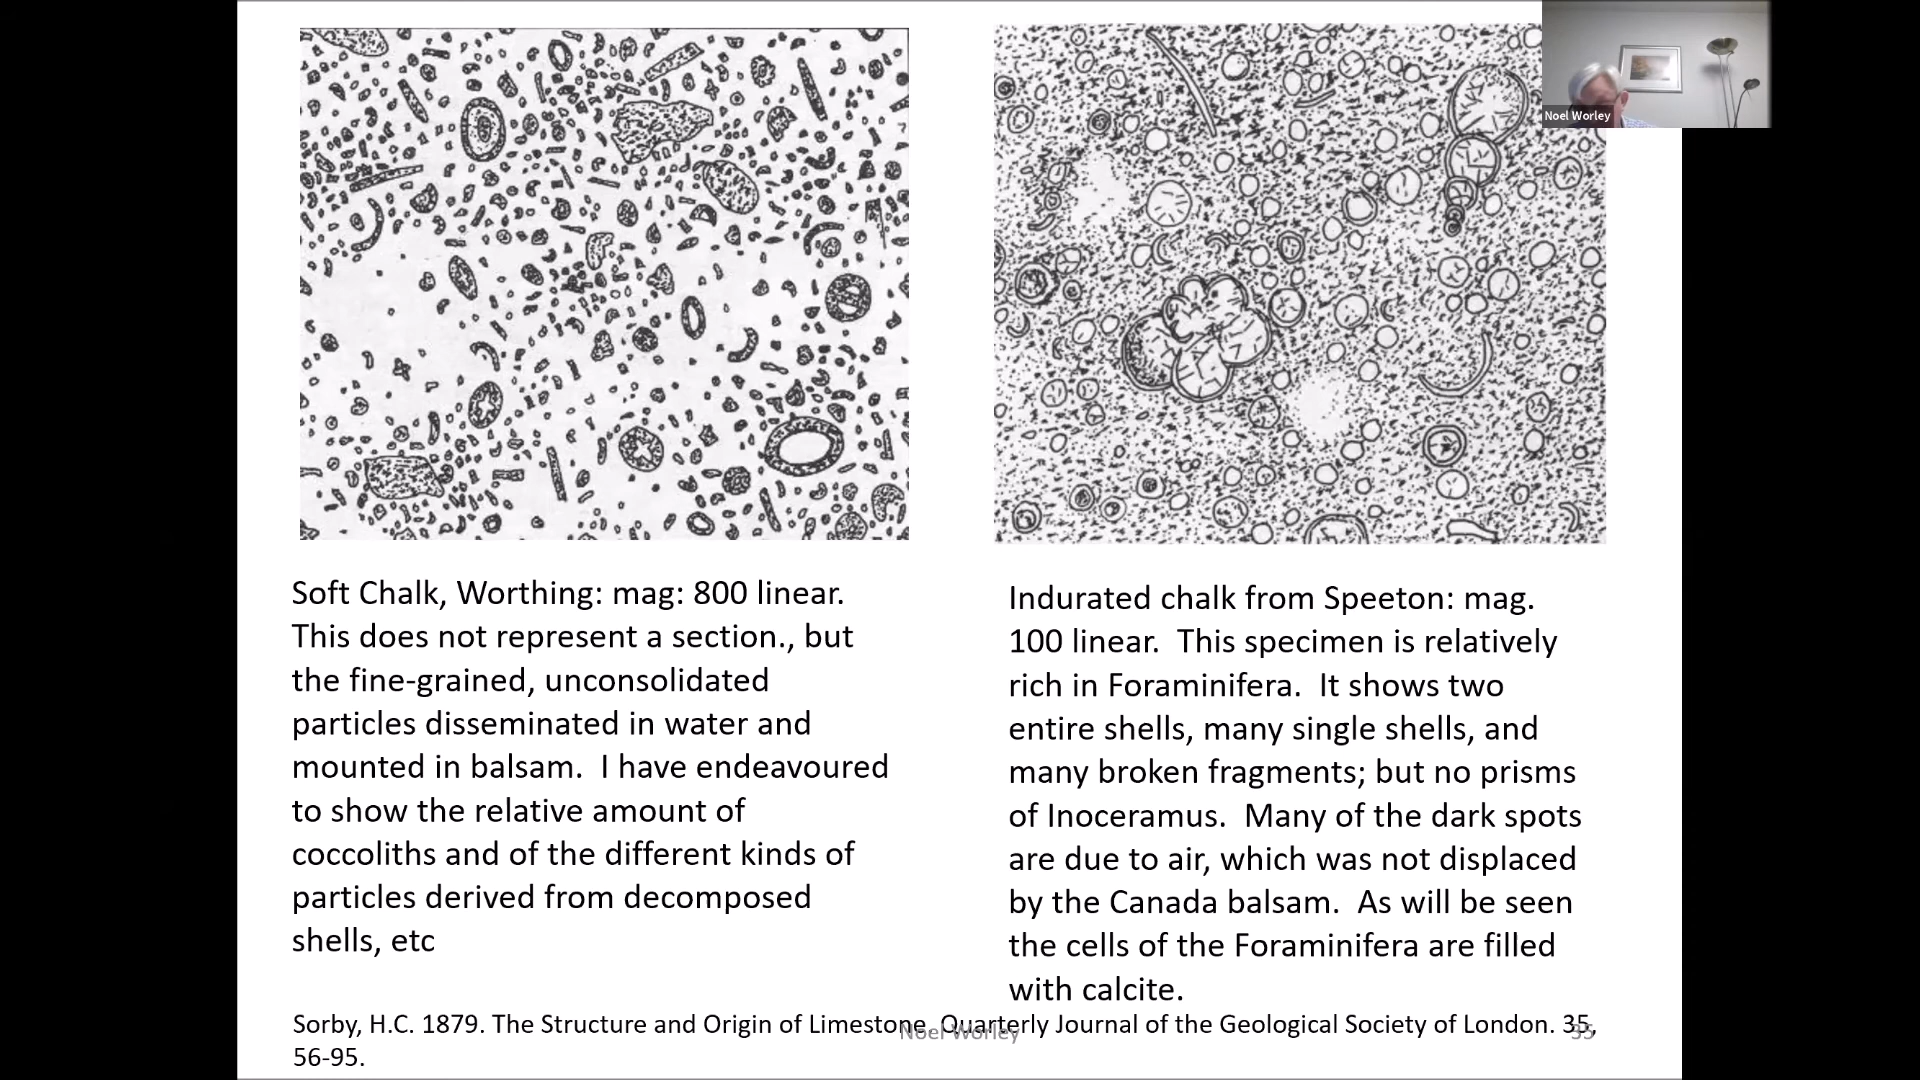 Noel Worley
Soft Chalk, Worthing: mag: 800 linear.
This does not represent a section., but
the fine-grained, unconsolidated
particles disseminated in water and
mounted in balsam.  I have endeavoured
to show the relative amount of
coccoliths and of the different kinds of
particles derived from decomposed
shells, etc
Indurated chalk from Speeton: mag.
100 linear.  This specimen is relatively
rich in Foraminifera.  It shows two
entire shells, many single shells, and
many broken fragments; but no prisms
of Inoceramus.  Many of the dark spots
are due to air, which was not displaced
by the Canada balsam.  As will be seen
the cells of the Foraminifera are filled
with calcite.
Sorby, H.C. 1879. The Structure and Origin of Limestone. Quarterly Journal of the Geological Society of London. 35,
56-95.
Noel Worley
35